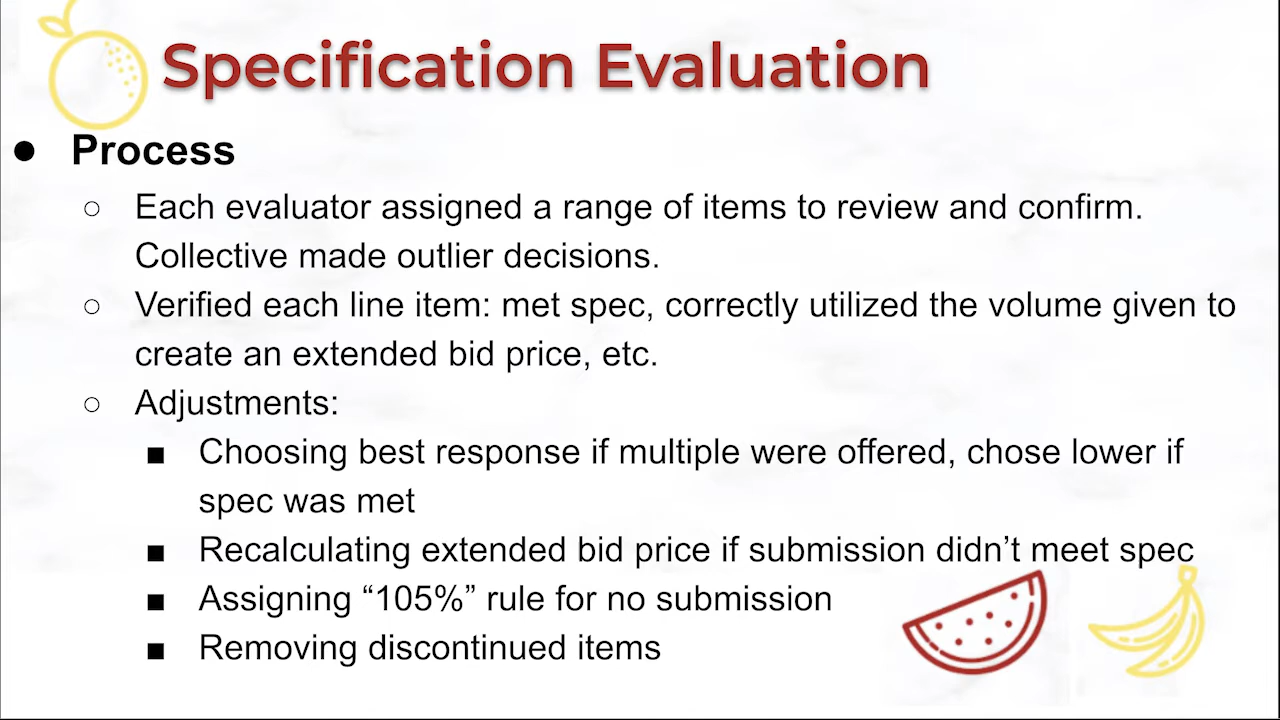 Specification Evaluation
● Process
○ Each evaluator assigned a range of items to review and confirm.
Collective made outlier decisions.
○ Verified each line item: met spec, correctly utilized the volume given to
create an extended bid price, etc.
○ Adjustments:
■ Choosing best response if multiple were offered, chose lower if
spec was met
■ Recalculating extended bid price if submission didn’t meet spec
■ Assigning “105%” rule for no submission
■ Removing discontinued items